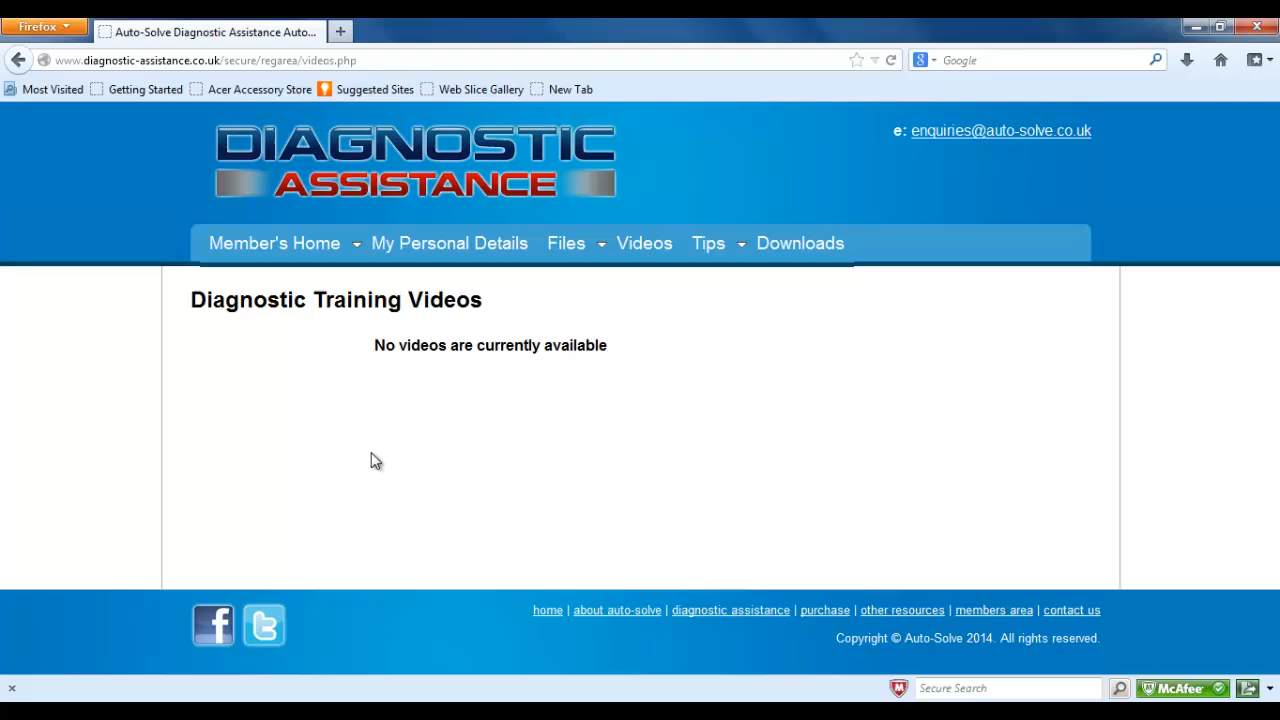 Firefox
Auto-Solve Diagnostic Assistance Auto...
www.diagnostic-assistance.co.uk/secure/regarea/videos.php
Google
Most Visited Getting Started Acer Accessory Store Suggested Sites Web Slice Gallery New Tab
DIAGNOSTIC
ASSISTANCE
e: enquiries@auto-solve.co.uk
Member's Home My Personal Details Files Videos Tips Downloads
Diagnostic Training Videos
No videos are currently available
home | about auto-solve | diagnostic assistance | purchase | other resources | members area | contact us
Copyright © Auto-Solve 2014. All rights reserved.
Secure Search
McAfee